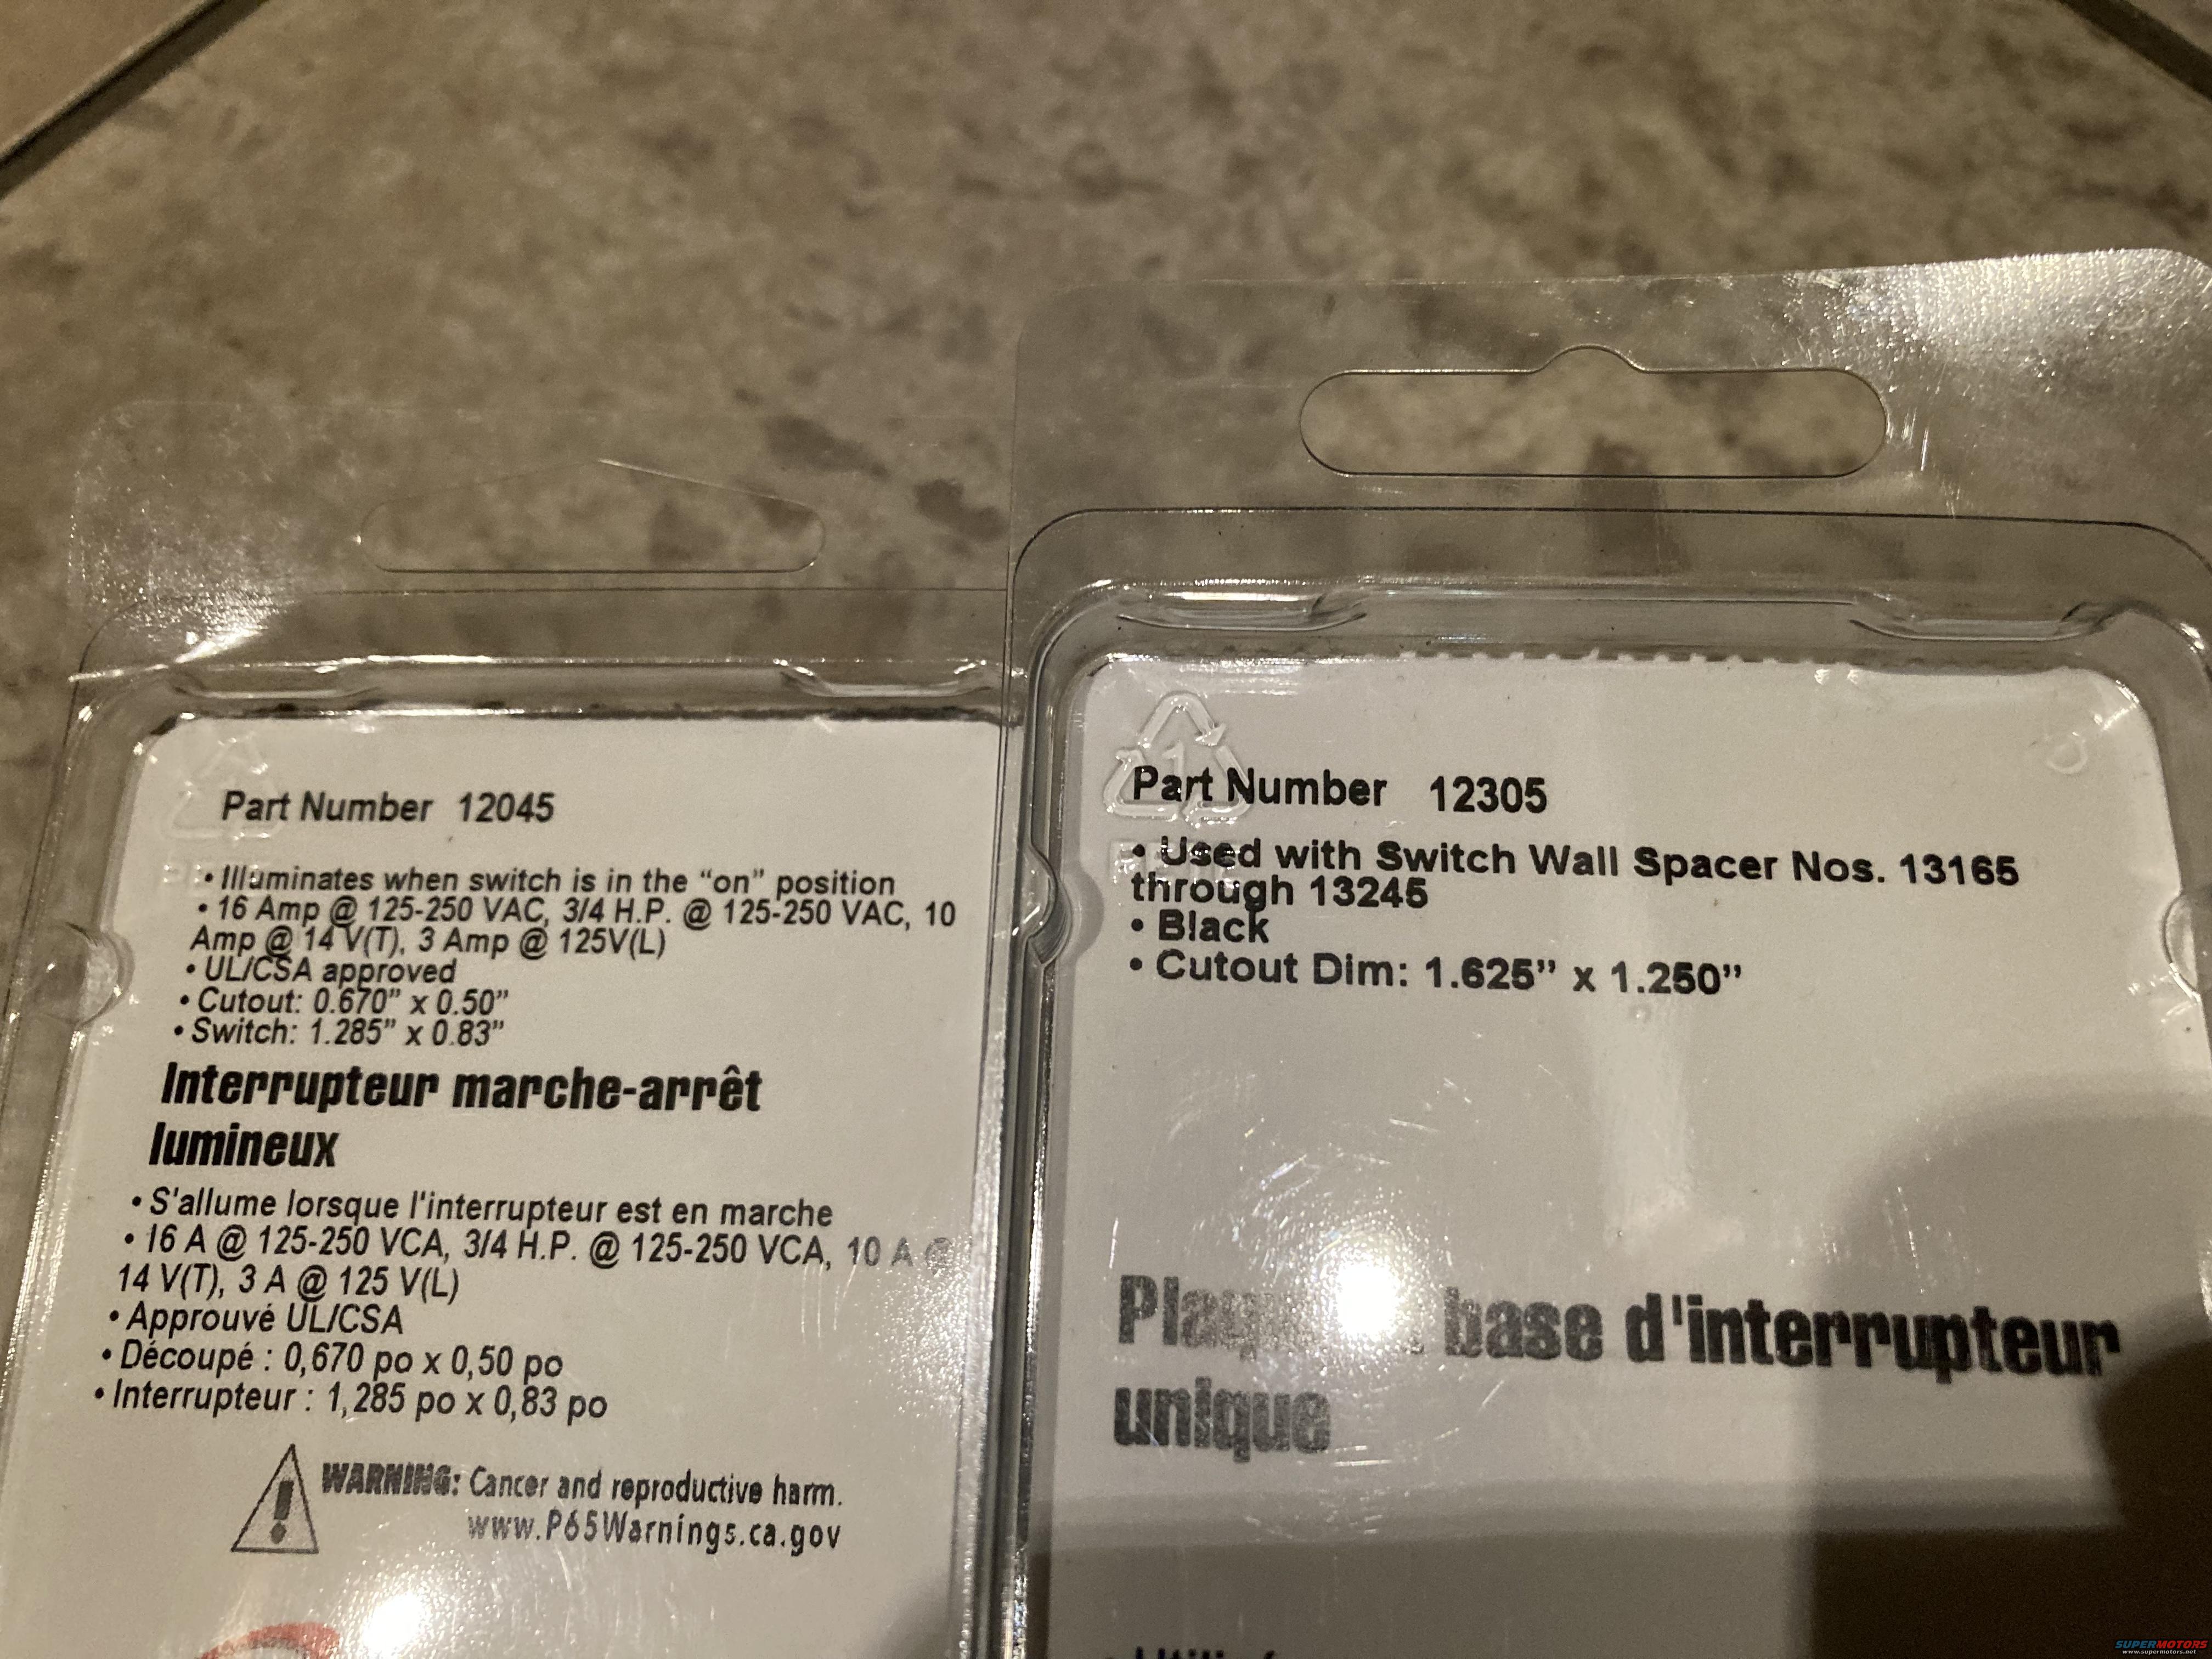 Part Number 12045
• Illuminates when switch is in the “on” position
• 16 Amp @ 125-250 VAC, 3/4 H.P. @ 125-250 VAC, 10
Amp @ 14 V(T), 3 Amp @ 125V(L)
• UL/CSA approved
• Cutout: 0.670” x 0.50”
• Switch: 1.285” x 0.83”
Interrupteur marche-arrêt
lumineux
• S'allume lorsque l'interrupteur est en marche
• 16 A @ 125-250 VCA, 3/4 H.P. @ 125-250 VCA, 10 A @
14 V(T), 3 A @ 125 V(L)
• Approuvé UL/CSA
• Découpé : 0,670 po x 0,50 po
• Interrupteur : 1,285 po x 0,83 po
WARNING: Cancer and reproductive harm.
www.P65Warnings.ca.gov
Part Number 12305
• Used with Switch Wall Spacer Nos. 13165
through 13245
• Black
• Cutout Dim: 1.625” x 1.250”
base d'interrupteur
unique
SUPERMOTORS
www.supermotors.net